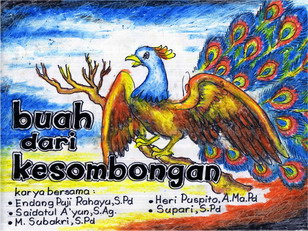 buah
dari
kesombongan
karya bersama :
• Endang Puji Rahayu, S.Pd
• Saidatul A'yun, S.Ag.
• M. Subakri, S.Pd
• Heri Puspito, A.Ma.Pd
• Supari, S.Pd